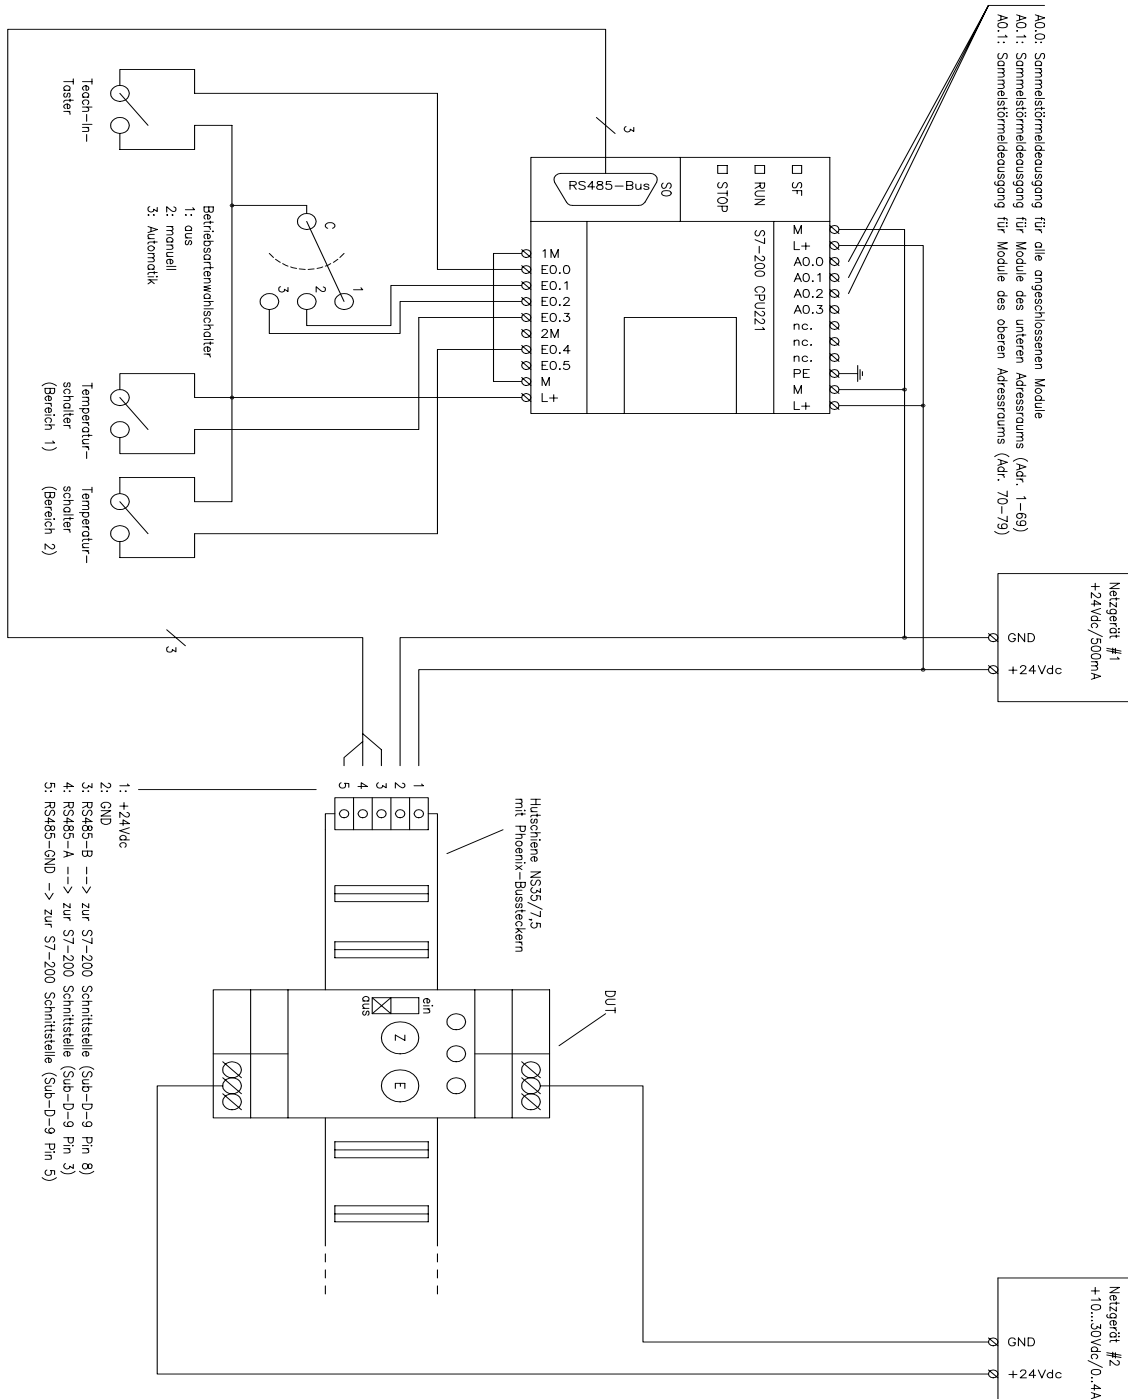 A0.0: Sammelstörmeldeausgang für alle angeschlossenen Module
A0.1: Sammelstörmeldeausgang für Module des unteren Adressraums (Adr. 1-69)
A0.1: Sammelstörmeldeausgang für Module des oberen Adressraums (Adr. 70-79)
Teach-In-
Taster
3
RS485-Bus
S0
SF
RUN
STOP
S7-200 CPU221
M
L+
A0.0
A0.1
A0.2
A0.3
nc.
nc.
nc.
PE
M
L+
1M
E0.0
E0.1
E0.2
E0.3
2M
E0.4
E0.5
M
L+
C
1
2
3
Betriebsartenwahlschalter
1: aus
2: manuell
3: Automatik
Temperatur-
schalter
(Bereich 1)
Temperatur-
schalter
(Bereich 2)
Netzgerät #1
+24Vdc/500mA
GND
+24Vdc
3
1
2
3
4
5
1: +24Vdc
2: GND
3: RS485-B --> zur S7-200 Schnittstelle (Sub-D-9 Pin 8)
4: RS485-A --> zur S7-200 Schnittstelle (Sub-D-9 Pin 3)
5: RS485-GND -> zur S7-200 Schnittstelle (Sub-D-9 Pin 5)
Hutschiene NS35/7,5
mit Phoenix-Bussteckern
DUT
ein
aus
Z
E
Netzgerät #2
+10...30Vdc/0..4A
GND
+24Vdc